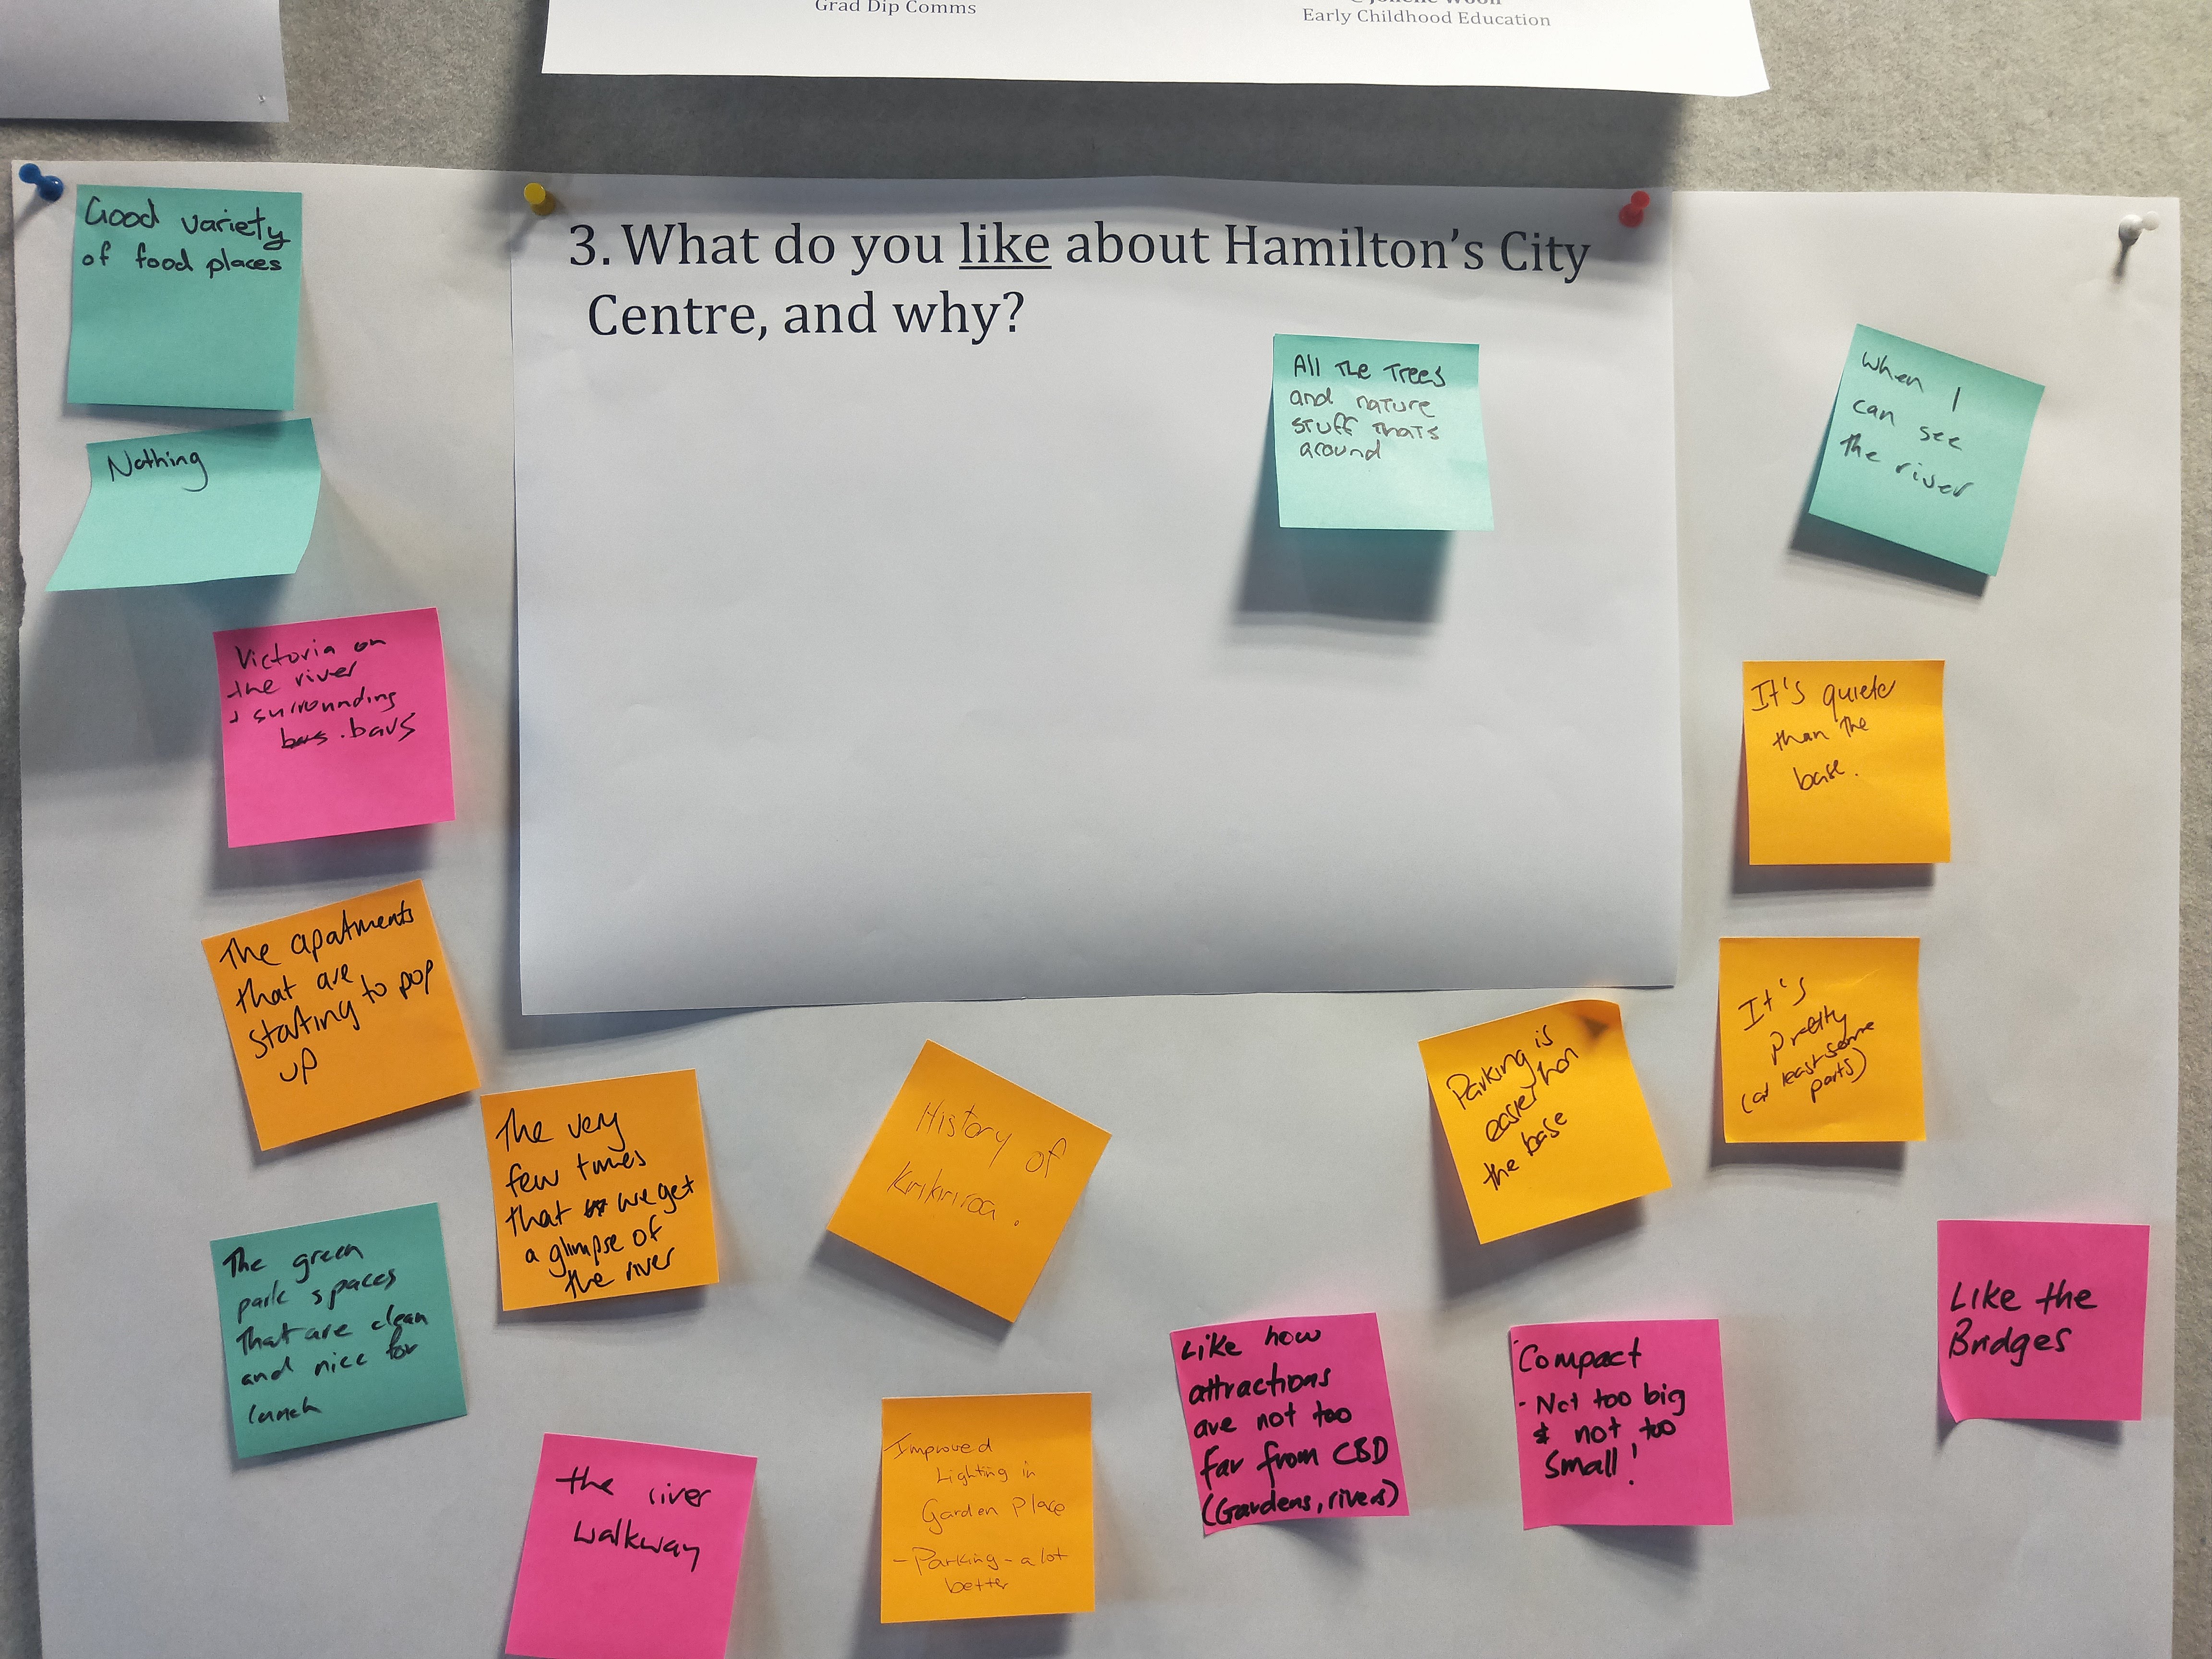 Grad Dip Comms
Early Childhood Education
3. What do you like about Hamilton's City
Centre, and why?
Good variety
of food places
Nothing
Victoria on
the river
+ surrounding
bars
All The Trees
and nature
stuff thats
around
When I
can see
the river
It's quieter
than the
base.
It's
pretty
(at least some
parts)
The apatments
that are
stating to pop
up
The very
few times
that we get
a glimpse of
the river
History of
Kirikiriroa.
Parking is
easier
the base
The green
park spaces
That are clean
and nice for
lunch
the river
walkway
Improved
Lighting in
Garden Place
- Parking - a lot
better
Like how
attractions
are not too
far from CBD
(Gardens, rivers)
Compact
- Not too big
& not too
small!
Like the
Bridges